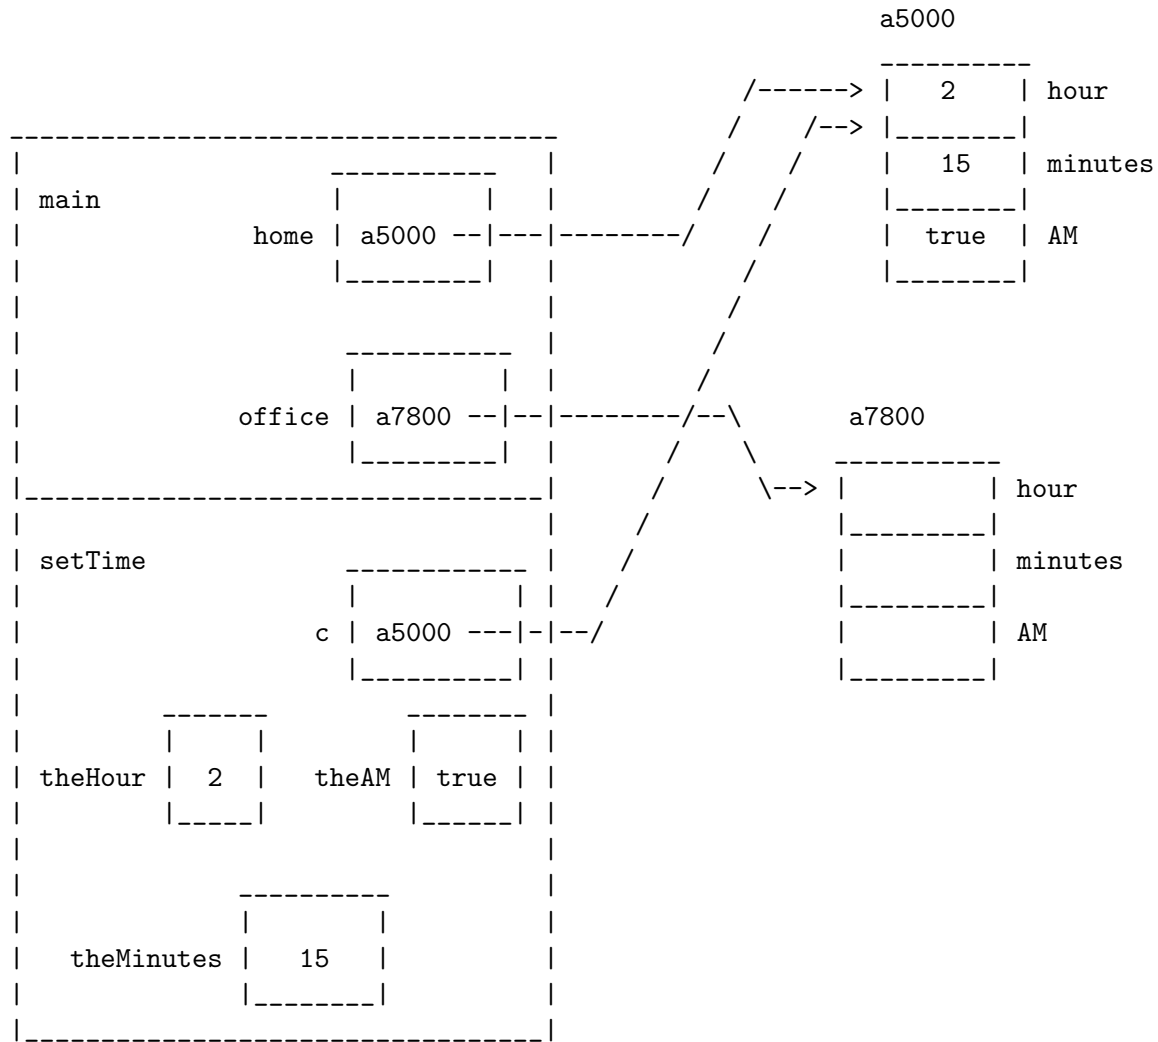 a5000
2 hour
15 minutes
main
home a5000 true AM
office a7800 a7800
hour
setTime minutes
c a5000 AM
theHour 2 theAM true
theMinutes 15